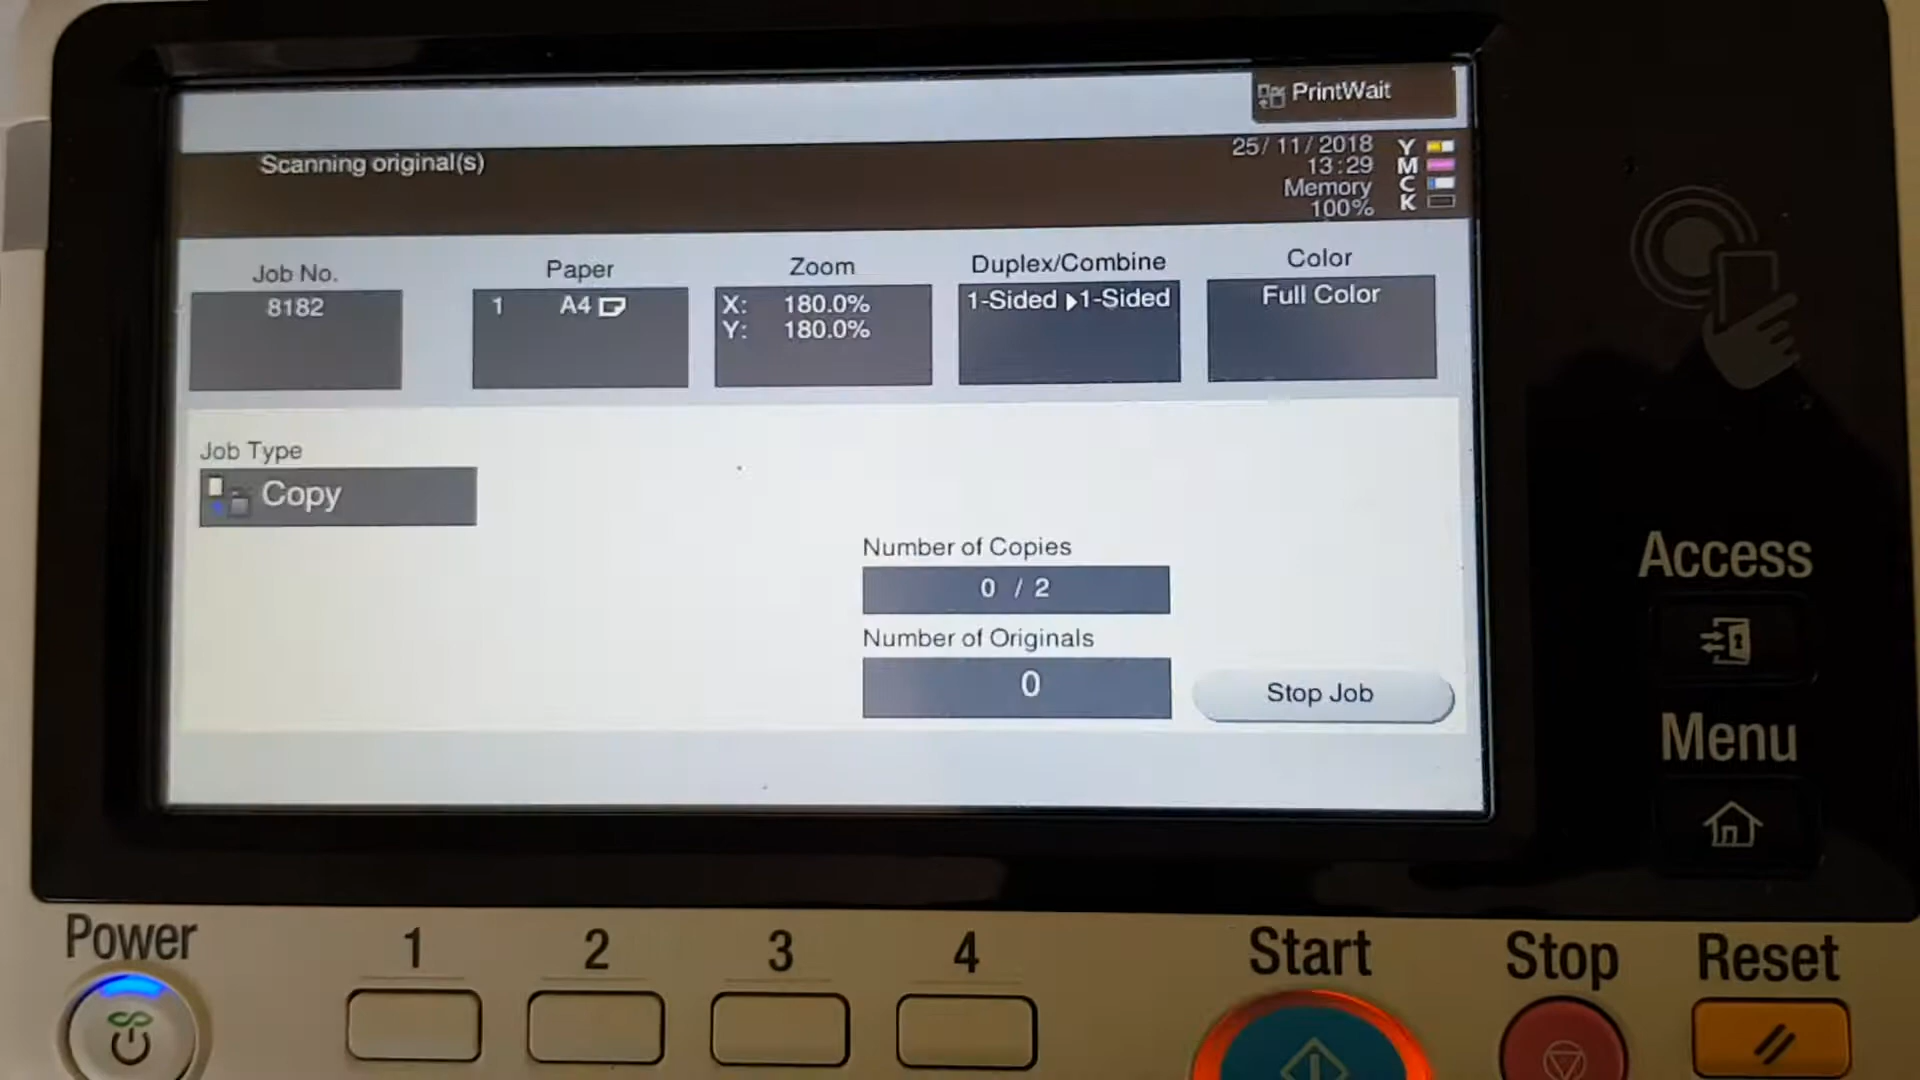 PrintWait
Scanning original(s)
25/11/2018
13:29
Memory
100%
Y
M
C
K
Job No.
8182
Paper
1 A4
Zoom
X: 180.0%
Y: 180.0%
Duplex/Combine
1-Sided ▶1-Sided
Color
Full Color
Job Type
Copy
Number of Copies
0 / 2
Number of Originals
0
Stop Job
Access
Menu
Power
1
2
3
4
Start
Stop
Reset